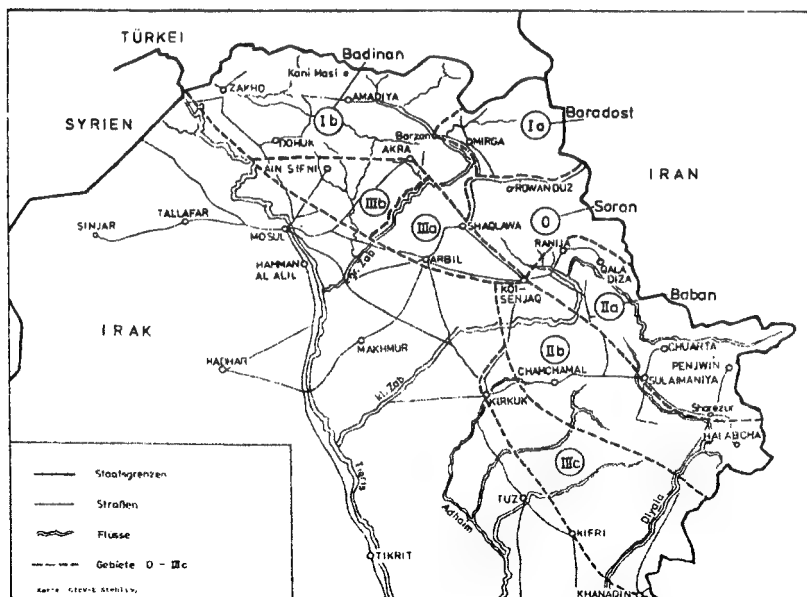 TÜRKEI
Badinan
Kani Masi
ZAKHO
AMADIYA
Ia
Baradost
SYRIEN
Ib
Barzan
MIRGA
DOHUK
AKRA
AIN SIFNI
ROWANDUZ
IRAN
IIIb
O
Soran
SINJAR
TALLAFAR
IIIa
SHAQLAWA
MOSUL
RANIJA
HAMMAN
AL ALIL
Zab
ARBIL
QALA
DIZA
KOI-
SENJAQ
IIa
Baban
IRAK
MAKHMUR
IIb
CHUARTA
HADHAR
PENJWIN
CHAMCHAMAL
SULAIMANIYA
kl. Zab
KIRKUK
Sharezur
HALABCHA
IIIc
Staatsgrenzen
Straßen
Tigris
TUZ
Flüsse
Adhaim
Diyala
KIFRI
Gebiete O - IIIc
TIKRIT
Karte
KHANAQIN